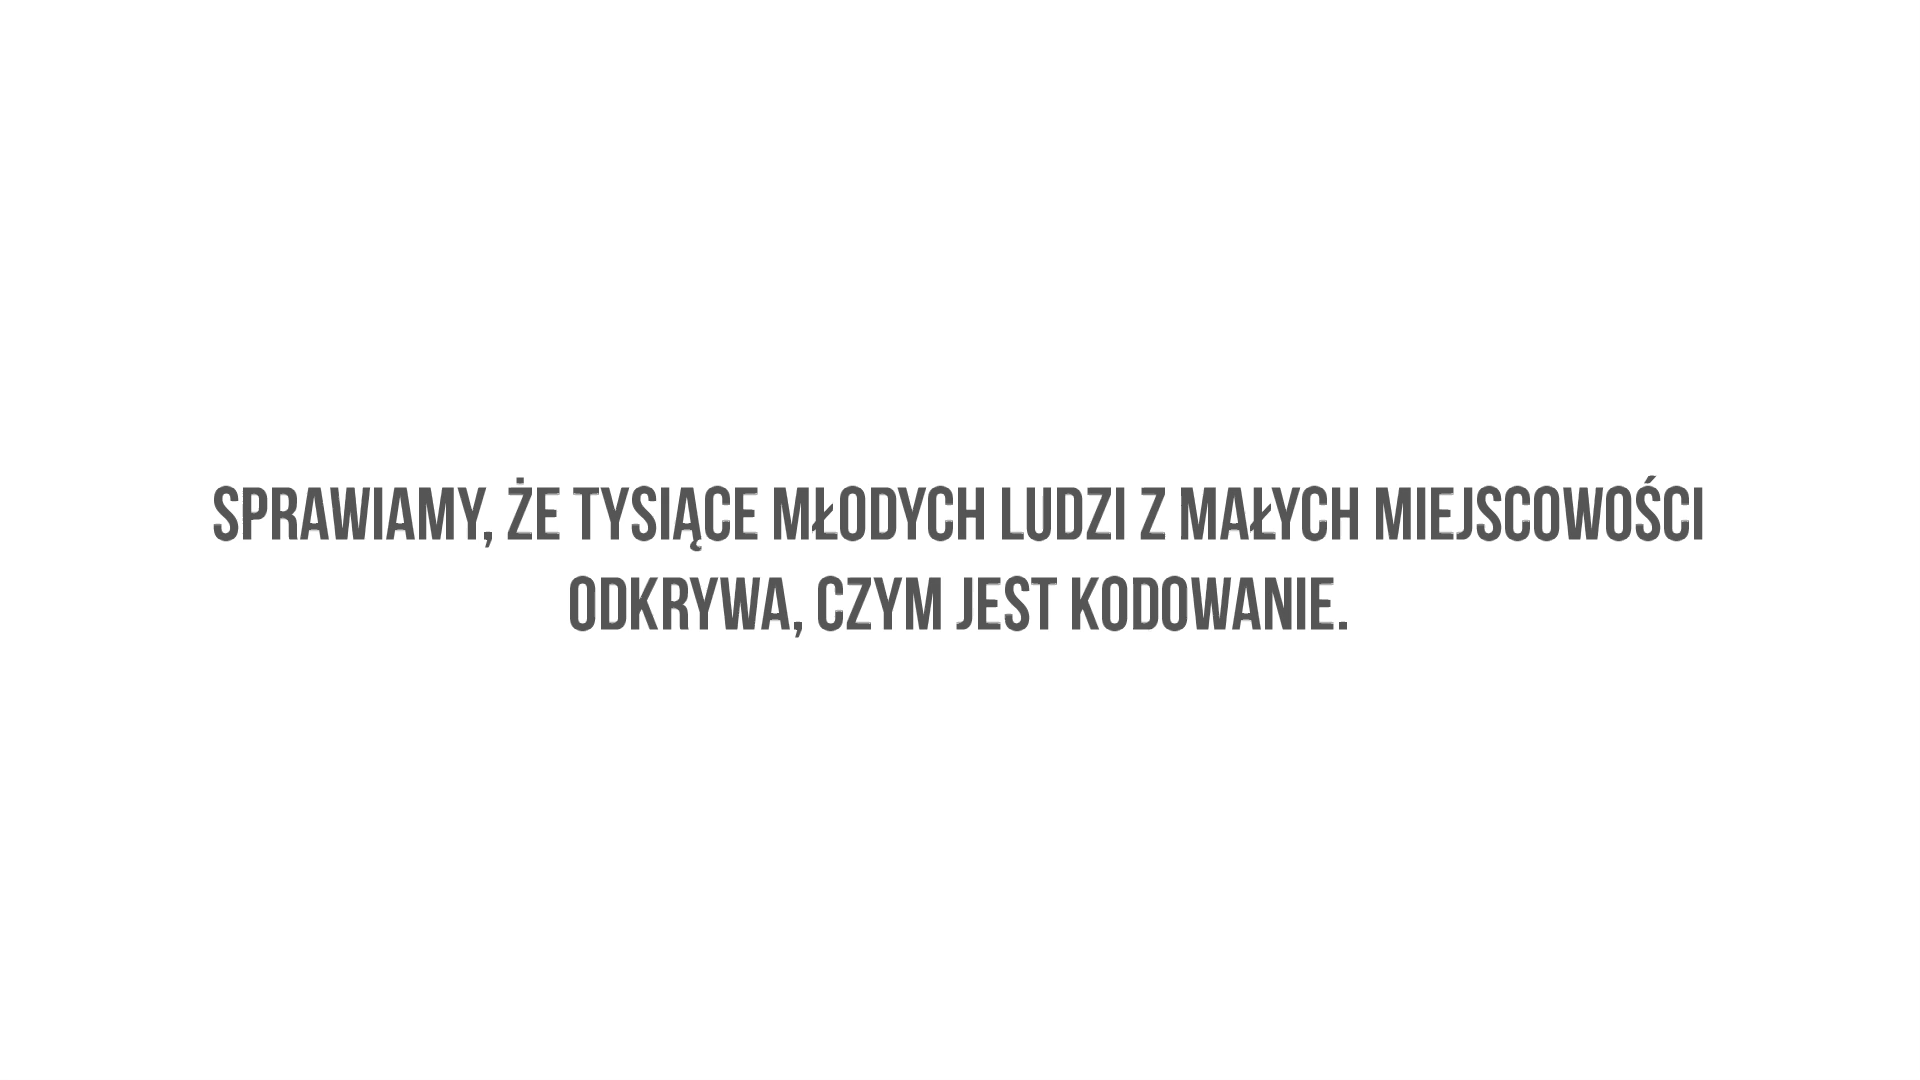 SPRAWIAMY, ŻE TYSIĄCE MŁODYCH LUDZI Z MAŁYCH MIEJSCOWOŚCI
ODKRYWA, CZYM JEST KODOWANIE.